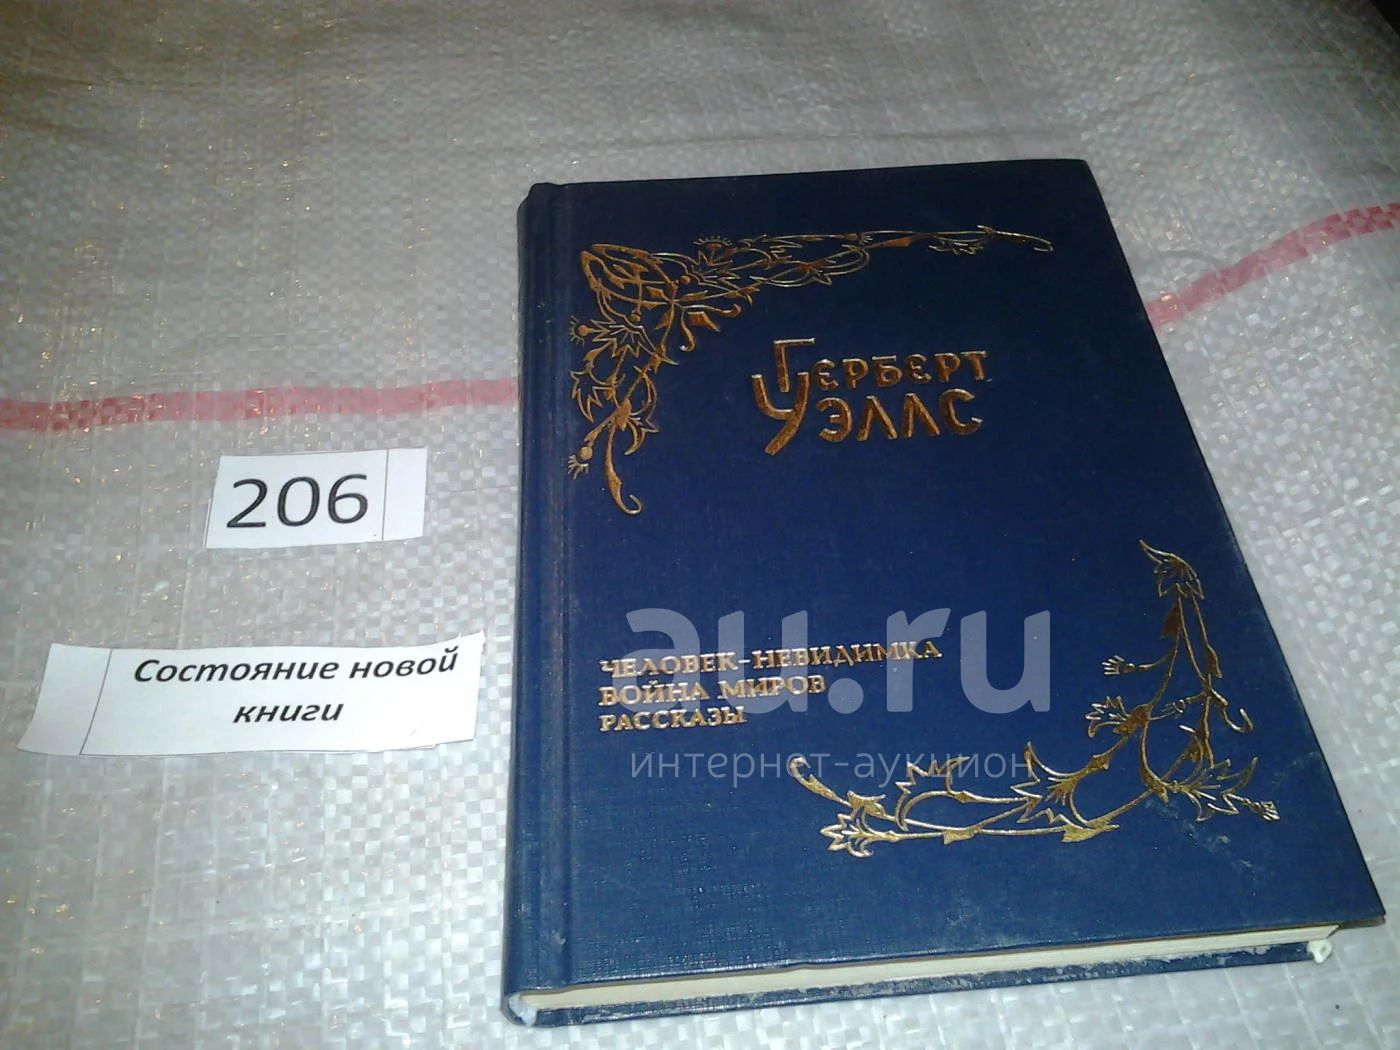 Герберт
Уэллс
206
Состояние новой
книги
ЧЕЛОВЕК-НЕВИДИМКА
ВОЙНА МИРОВ
РАССКАЗЫ
au.ru
интернет-аукцион